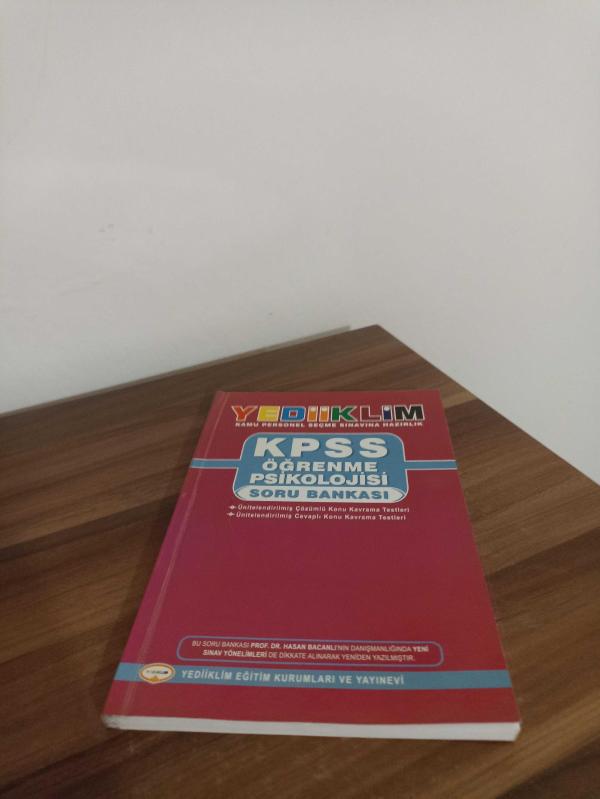 YEDİİKLİM
KAMU PERSONEL SEÇME SINAVINA HAZIRLIK
KPSS
ÖĞRENME
PSİKOLOJİSİ
SORU BANKASI
Ünitelendirilmiş Çözümlü Konu Kavrama Testleri
Ünitelendirilmiş Cevaplı Konu Kavrama Testleri
BU SORU BANKASI PROF. DR. HASAN BACANLI'NIN DANIŞMANLIĞINDA YENİ
SINAV YÖNELİMLERİ DE DİKKATE ALINARAK YENİDEN YAZILMIŞTIR.
YEDİİKLİM EĞİTİM KURUMLARI VE YAYINEVİ